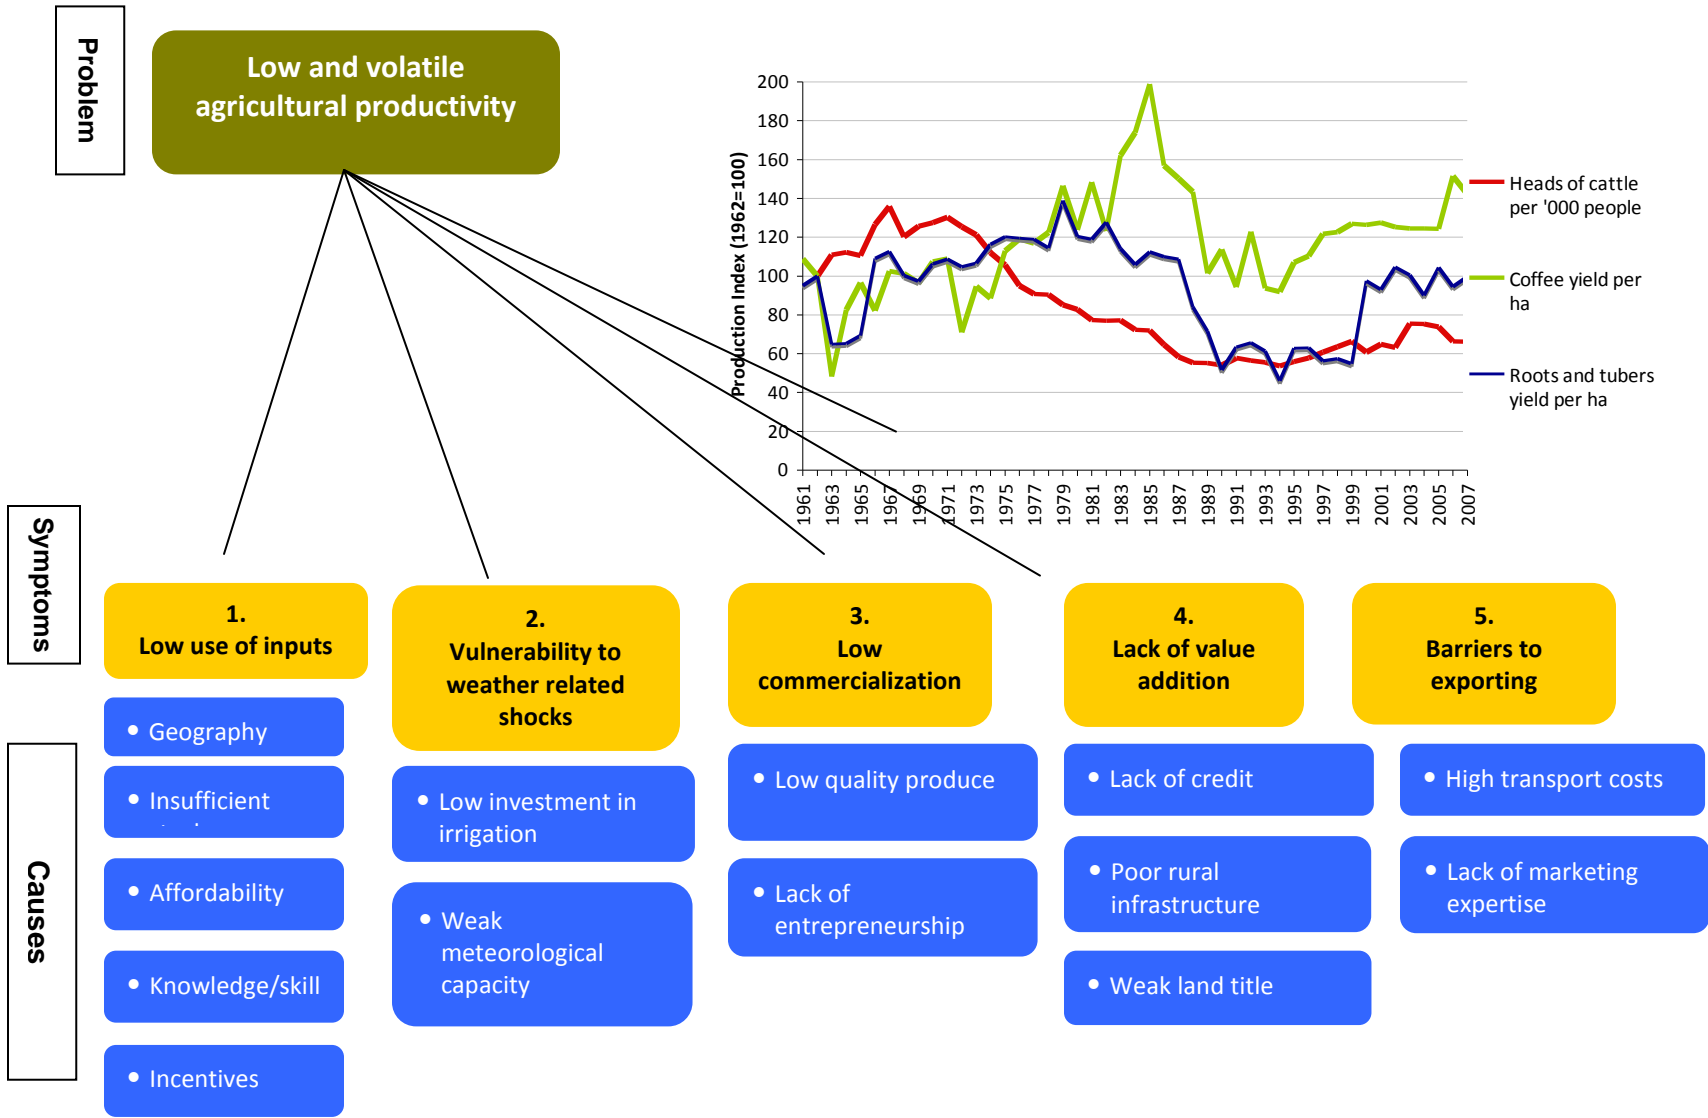 Problem
Low and volatile
agricultural productivity
Production Index (1962=100)
200
180
160
140
120
100
80
60
40
20
0
1961
1963
1965
1967
1969
1971
1973
1975
1977
1979
1981
1983
1985
1987
1989
1991
1993
1995
1997
1999
2001
2003
2005
2007
Heads of cattle
per '000 people
Coffee yield per
ha
Roots and tubers
yield per ha
Symptoms
1.
Low use of inputs
2.
Vulnerability to
weather related
shocks
3.
Low
commercialization
4.
Lack of value
addition
5.
Barriers to
exporting
Causes
• Geography
• Insufficient
• Affordability
• Knowledge/skill
• Incentives
• Low investment in
irrigation
• Weak
meteorological
capacity
• Low quality produce
• Lack of
entrepreneurship
• Lack of credit
• Poor rural
infrastructure
• Weak land title
• High transport costs
• Lack of marketing
expertise